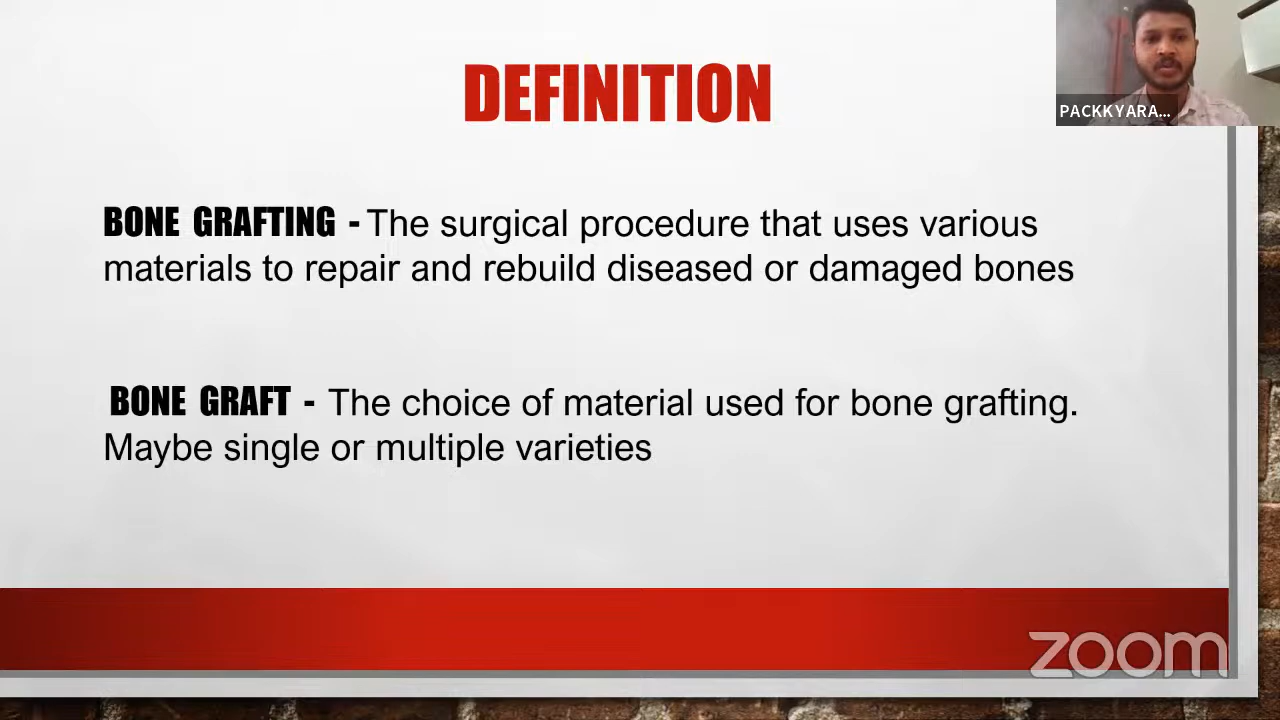 DEFINITION
PACKKYARA...
BONE GRAFTING - The surgical procedure that uses various
materials to repair and rebuild diseased or damaged bones
BONE GRAFT - The choice of material used for bone grafting.
Maybe single or multiple varieties
zoom